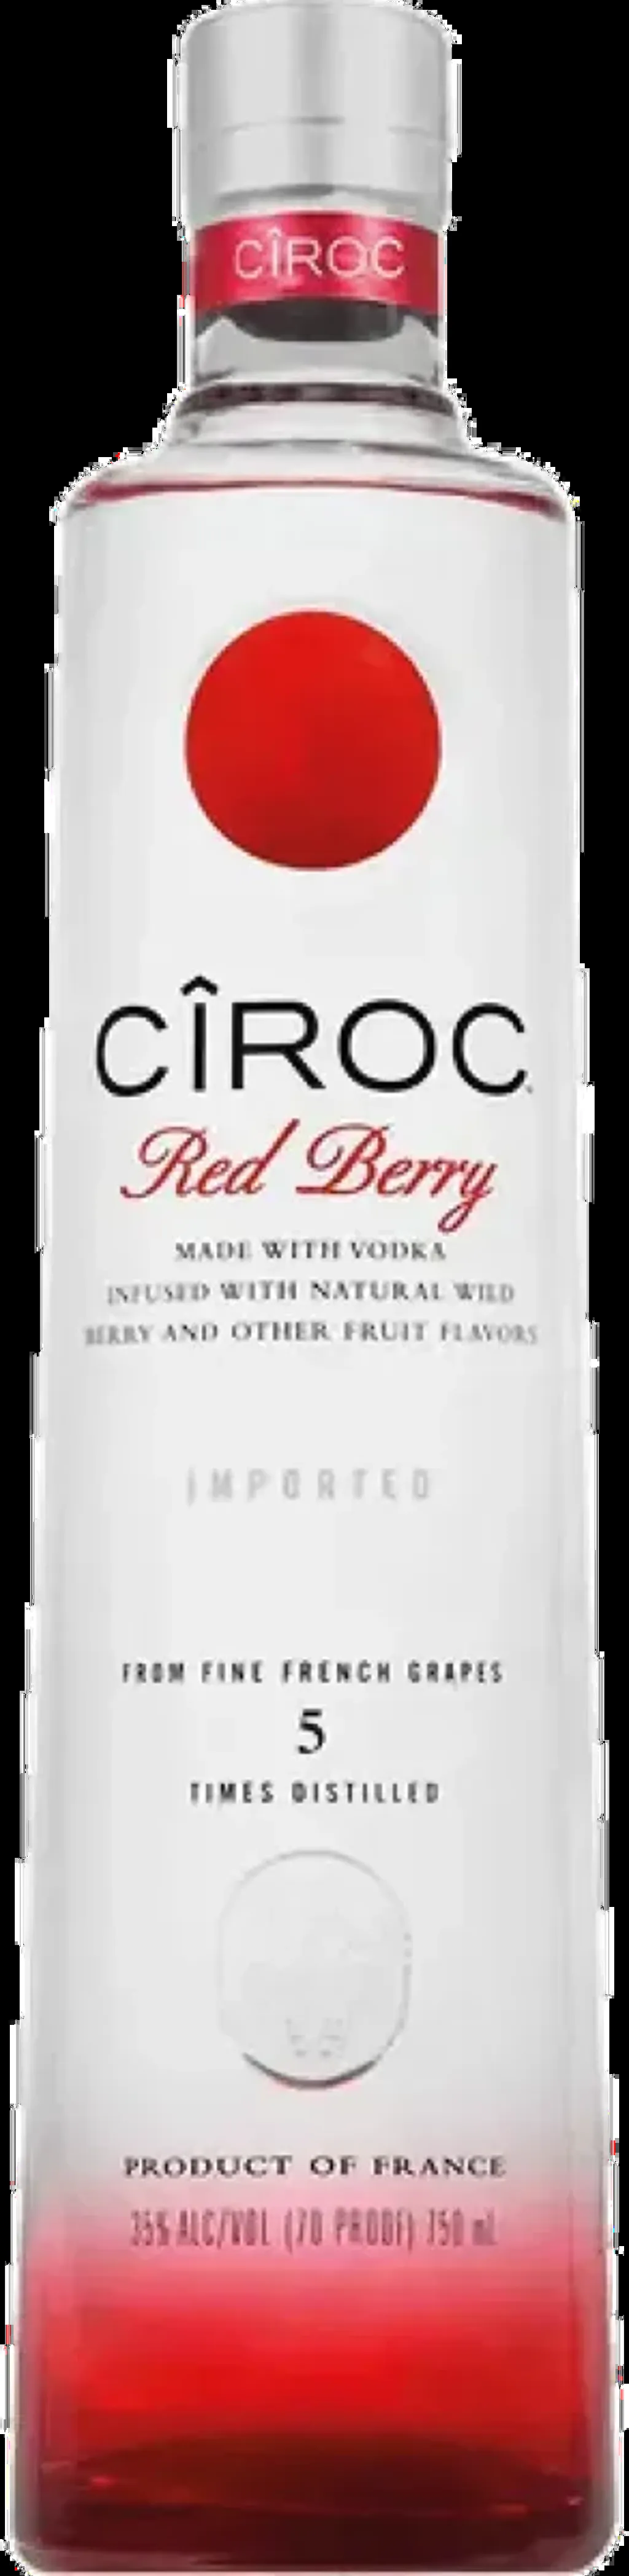 CÎROC
CÎROC
Red Berry
MADE WITH VODKA
INFUSED WITH NATURAL WILD
BERRY AND OTHER FRUIT FLAVORS
IMPORTED
FROM FINE FRENCH GRAPES
5
TIMES DISTILLED
PRODUCT OF FRANCE
35% ALC/VOL (70 PROOF) 750 mL